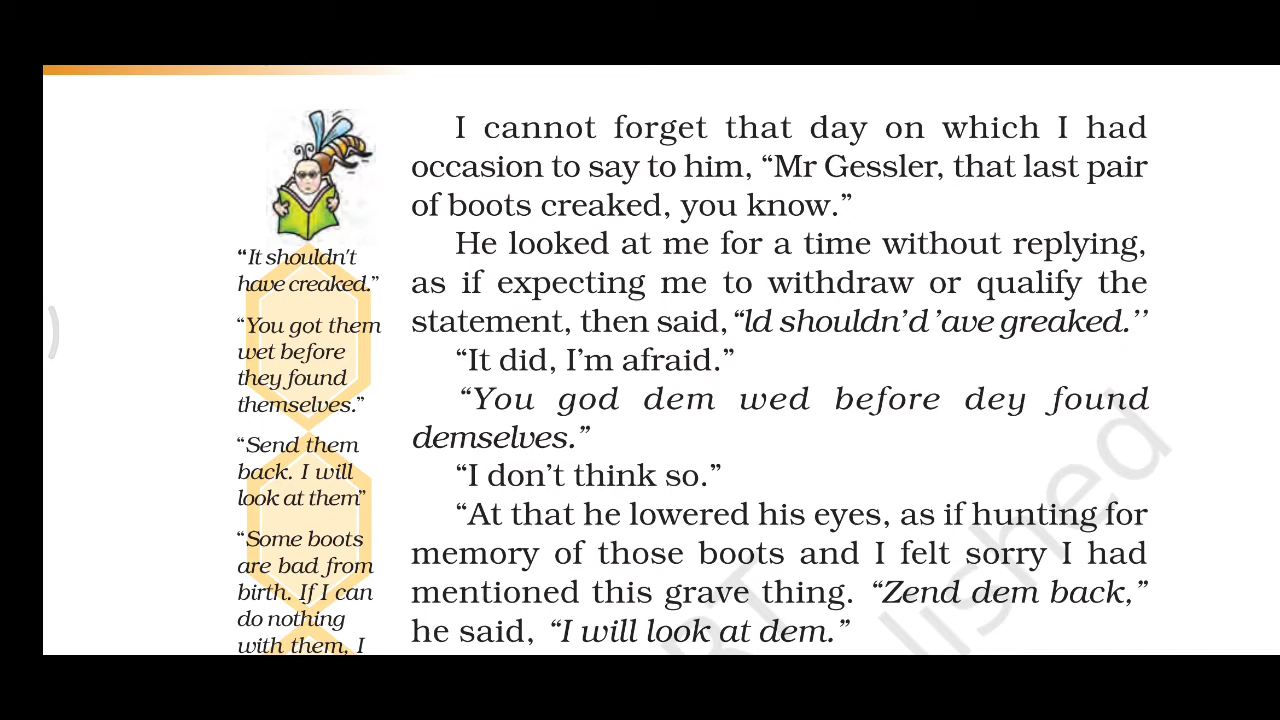 I cannot forget that day on which I had
occasion to say to him, “Mr Gessler, that last pair
of boots creaked, you know.”
He looked at me for a time without replying,
as if expecting me to withdraw or qualify the
statement, then said, “ld shouldn’d ’ave greaked.’’
“It did, I’m afraid.”
“You god dem wed before dey found
demselves.”
“I don’t think so.”
“At that he lowered his eyes, as if hunting for
memory of those boots and I felt sorry I had
mentioned this grave thing. “Zend dem back,”
he said, “I will look at dem.”
“It shouldn’t
have creaked.”
“You got them
wet before
they found
themselves.”
“Send them
back. I will
look at them”
“Some boots
are bad from
birth. If I can
do nothing
with them, I